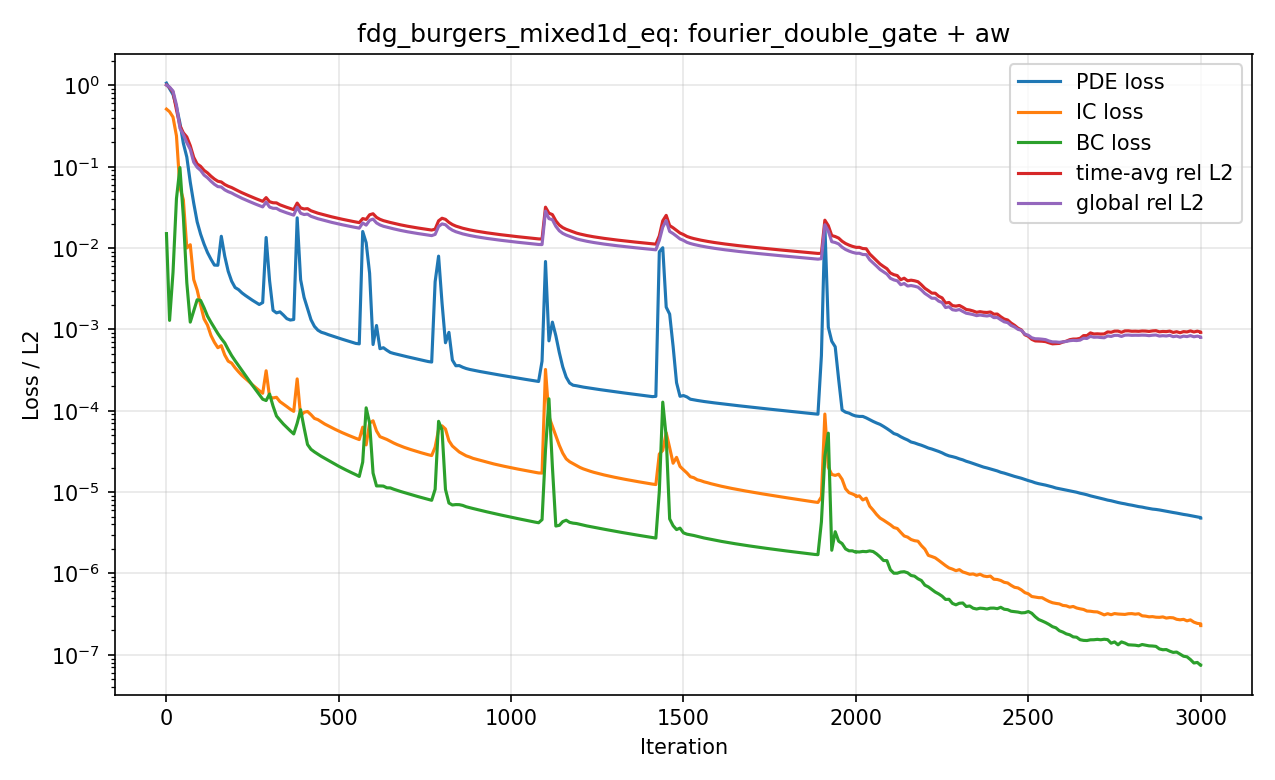 fdg_burgers_mixed1d_eq: fourier_double_gate + aw
PDE loss
IC loss
BC loss
time-avg rel L2
global rel L2
Loss / L2
10⁰
10⁻¹
10⁻²
10⁻³
10⁻⁴
10⁻⁵
10⁻⁶
10⁻⁷
0 500 1000 1500 2000 2500 3000
Iteration